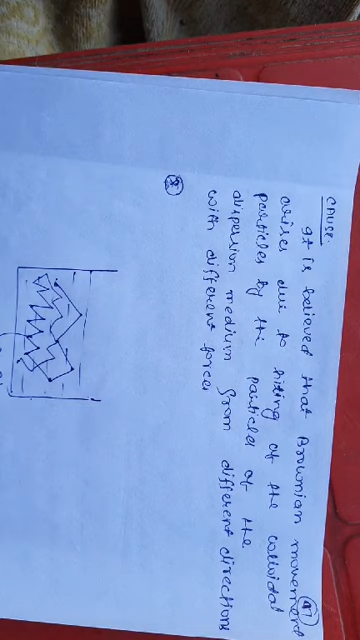 Cause.
It is believed that Brownian movement
arises due to hiting of the colloidal
particles by the particles of the
dispersion medium from different directions
with different forces